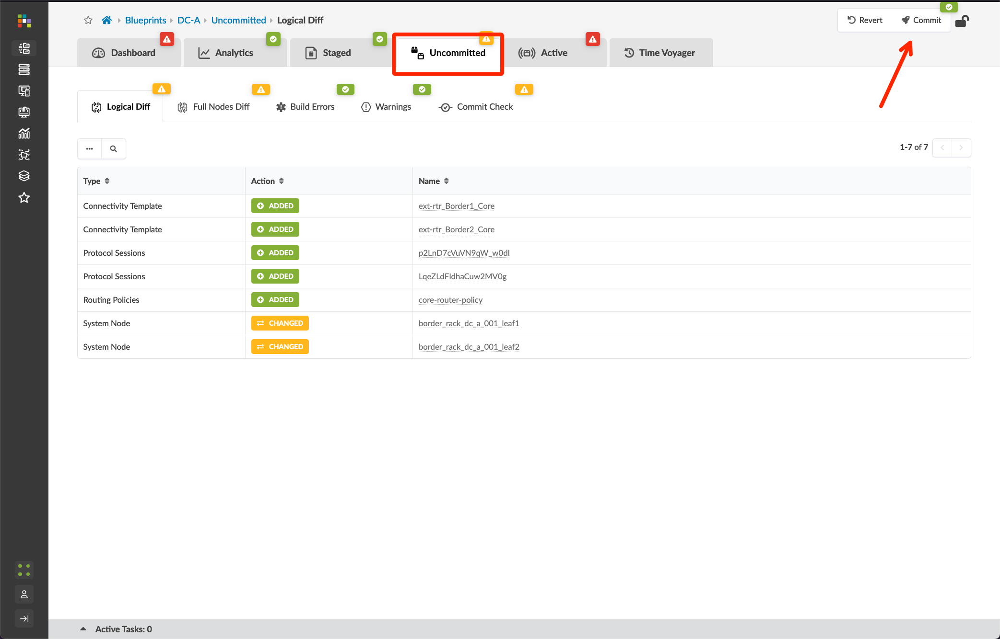 Blueprints DC-A Uncommitted Logical Diff
Revert Commit
Dashboard Analytics Staged Uncommitted Active Time Voyager
Logical Diff Full Nodes Diff Build Errors Warnings Commit Check
1-7 of 7
Type Action Name
Connectivity Template ADDED ext-rtr_Border1_Core
Connectivity Template ADDED ext-rtr_Border2_Core
Protocol Sessions ADDED p2LnD7cVuVN9qW_w0dI
Protocol Sessions ADDED LqeZLdFIdhaCuw2MV0g
Routing Policies ADDED core-router-policy
System Node CHANGED border_rack_dc_a_001_leaf1
System Node CHANGED border_rack_dc_a_001_leaf2
Active Tasks: 0